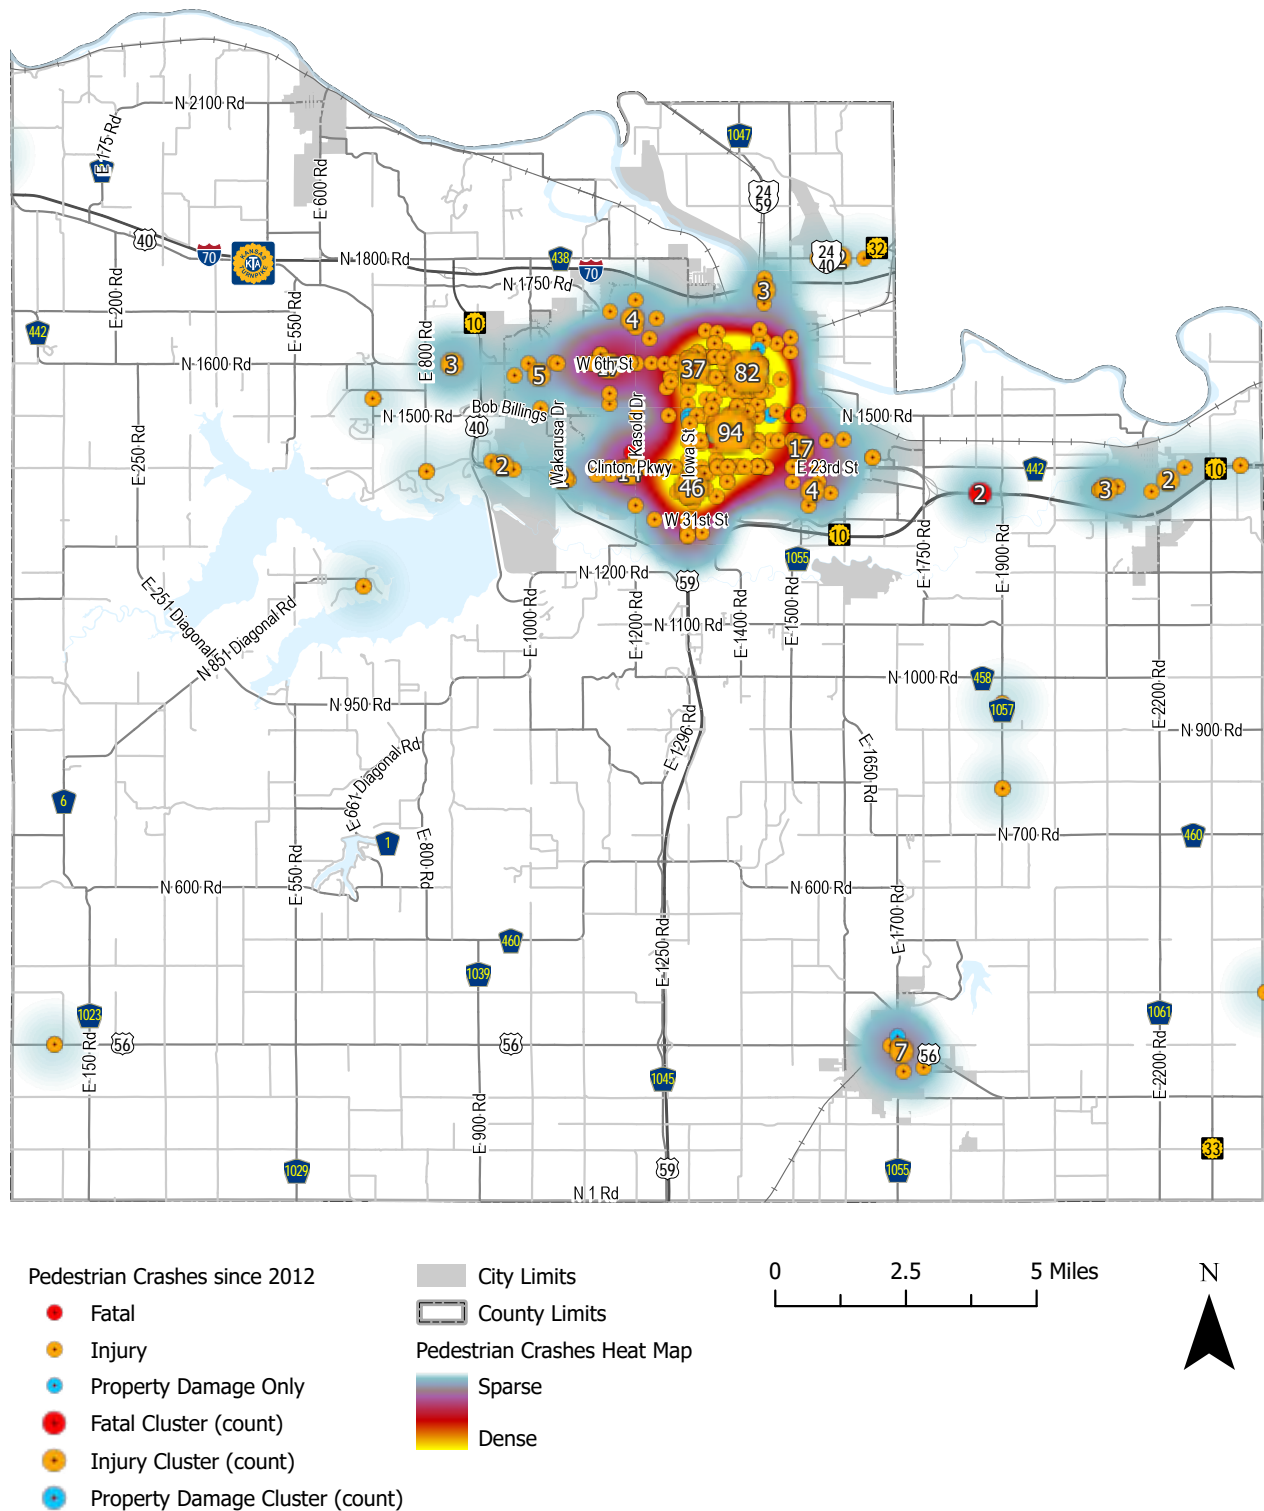 N 2100 Rd
1047
E 175 Rd
E 600 Rd
24
59
40
70
KANSAS
KTA
TURNPIKE
N 1800 Rd
438
70
24
40
32
N 1750 Rd
3
E 200 Rd
E 550 Rd
10
4
442
E 800 Rd
N 1600 Rd
3
5
W 6th St
37
82
N 1500 Rd
Bob Billings
40
Wakarusa Dr
Kasold Dr
Iowa St
94
N 1500 Rd
E 250 Rd
2
Clinton Pkwy
17
E 23rd St
442
10
46
4
2
3
2
W 31st St
10
1055
E 1750 Rd
E 1900 Rd
N 1200 Rd
59
E 251 Diagonal
N 851 Diagonal Rd
E 1000 Rd
E 1200 Rd
N 1100 Rd
E 1400 Rd
E 1500 Rd
N 1000 Rd
458
1057
E 2200 Rd
N 950 Rd
N 900 Rd
E 1296 Rd
E 661 Diagonal Rd
E 1650 Rd
6
1
E 800 Rd
N 700 Rd
460
E 550 Rd
N 600 Rd
N 600 Rd
E 1700 Rd
460
E 1250 Rd
1039
1023
1061
56
56
7
56
E 150 Rd
1045
E 2200 Rd
E 900 Rd
33
1029
59
1055
N 1 Rd
Pedestrian Crashes since 2012
Fatal
Injury
Property Damage Only
Fatal Cluster (count)
Injury Cluster (count)
Property Damage Cluster (count)
City Limits
County Limits
Pedestrian Crashes Heat Map
Sparse
Dense
0 2.5 5 Miles
N